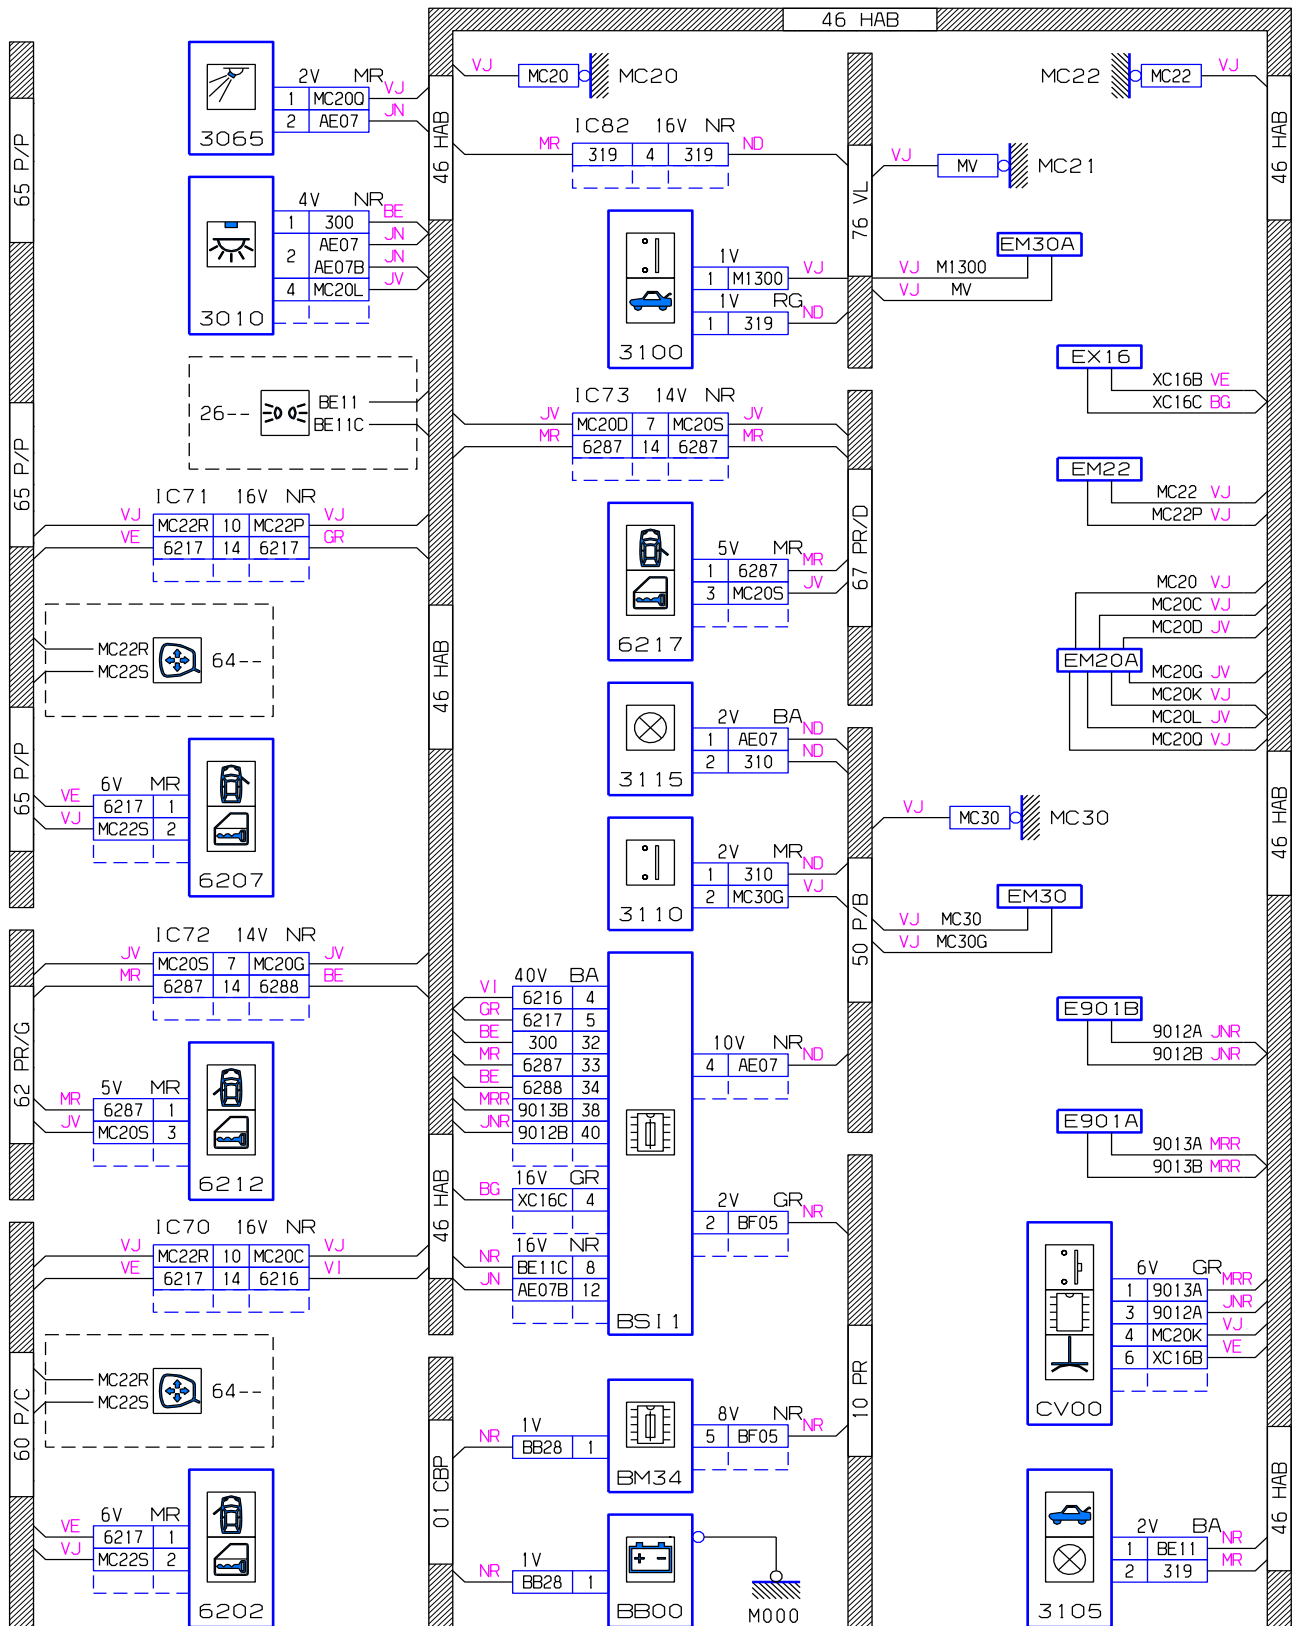 46 HAB
65 P/P
2V MR
1 MC20Q VJ
2 AE07 JN
3065
4V NR
1 300 BE
2 AE07 JN
AE07B JN
4 MC20L JV
3010
26-- BE11
BE11C
65 P/P
IC71 16V NR
VJ MC22R 10 MC22P VJ
VE 6217 14 6217 GR
MC22R
MC22S
64--
65 P/P
6V MR
VE 6217 1
VJ MC22S 2
6207
IC72 14V NR
JV MC20S 7 MC20G JV
MR 6287 14 6288 BE
62 PR/G
5V MR
MR 6287 1
JV MC20S 3
6212
IC70 16V NR
VJ MC22R 10 MC20C VJ
VE 6217 14 6216 VI
60 P/C
MC22R
MC22S
64--
6V MR
VE 6217 1
VJ MC22S 2
6202
46 HAB
46 HAB
46 HAB
01 CBP
VJ MC20 MC20
IC82 16V NR
MR 319 4 319 ND
1V
1 M1300 VJ
1V RG
1 319 ND
3100
IC73 14V NR
JV MC20D 7 MC20S JV
MR 6287 14 6287 MR
5V MR
1 6287 MR
3 MC20S JV
6217
2V BA
1 AE07 ND
2 310 ND
3115
2V MR
1 310 ND
2 MC30G VJ
3110
40V BA
VI 6216 4
GR 6217 5
BE 300 32
MR 6287 33
BE 6288 34
MRR 9013B 38
JNR 9012B 40
16V GR
BG XC16C 4
16V NR
NR BE11C 8
JN AE07B 12
10V NR
4 AE07 ND
2V GR
2 BF05 NR
BSI1
1V
NR BB28 1
8V NR
5 BF05 NR
BM34
1V
NR BB28 1
BB00
M000
76 VL
67 PR/D
50 P/B
10 PR
MC22 MC22 VJ
VJ MV MC21
EM30A
VJ M1300
VJ MV
EX16
XC16B VE
XC16C BG
EM22
MC22 VJ
MC22P VJ
MC20 VJ
MC20C VJ
MC20D JV
EM20A
MC20G JV
MC20K VJ
MC20L JV
MC20Q VJ
VJ MC30 MC30
EM30
VJ MC30
VJ MC30G
E901B
9012A JNR
9012B JNR
E901A
9013A MRR
9013B MRR
6V GR
1 9013A MRR
3 9012A JNR
4 MC20K VJ
6 XC16B VE
CV00
2V BA
1 BE11 NR
2 319 MR
3105
46 HAB
46 HAB
46 HAB